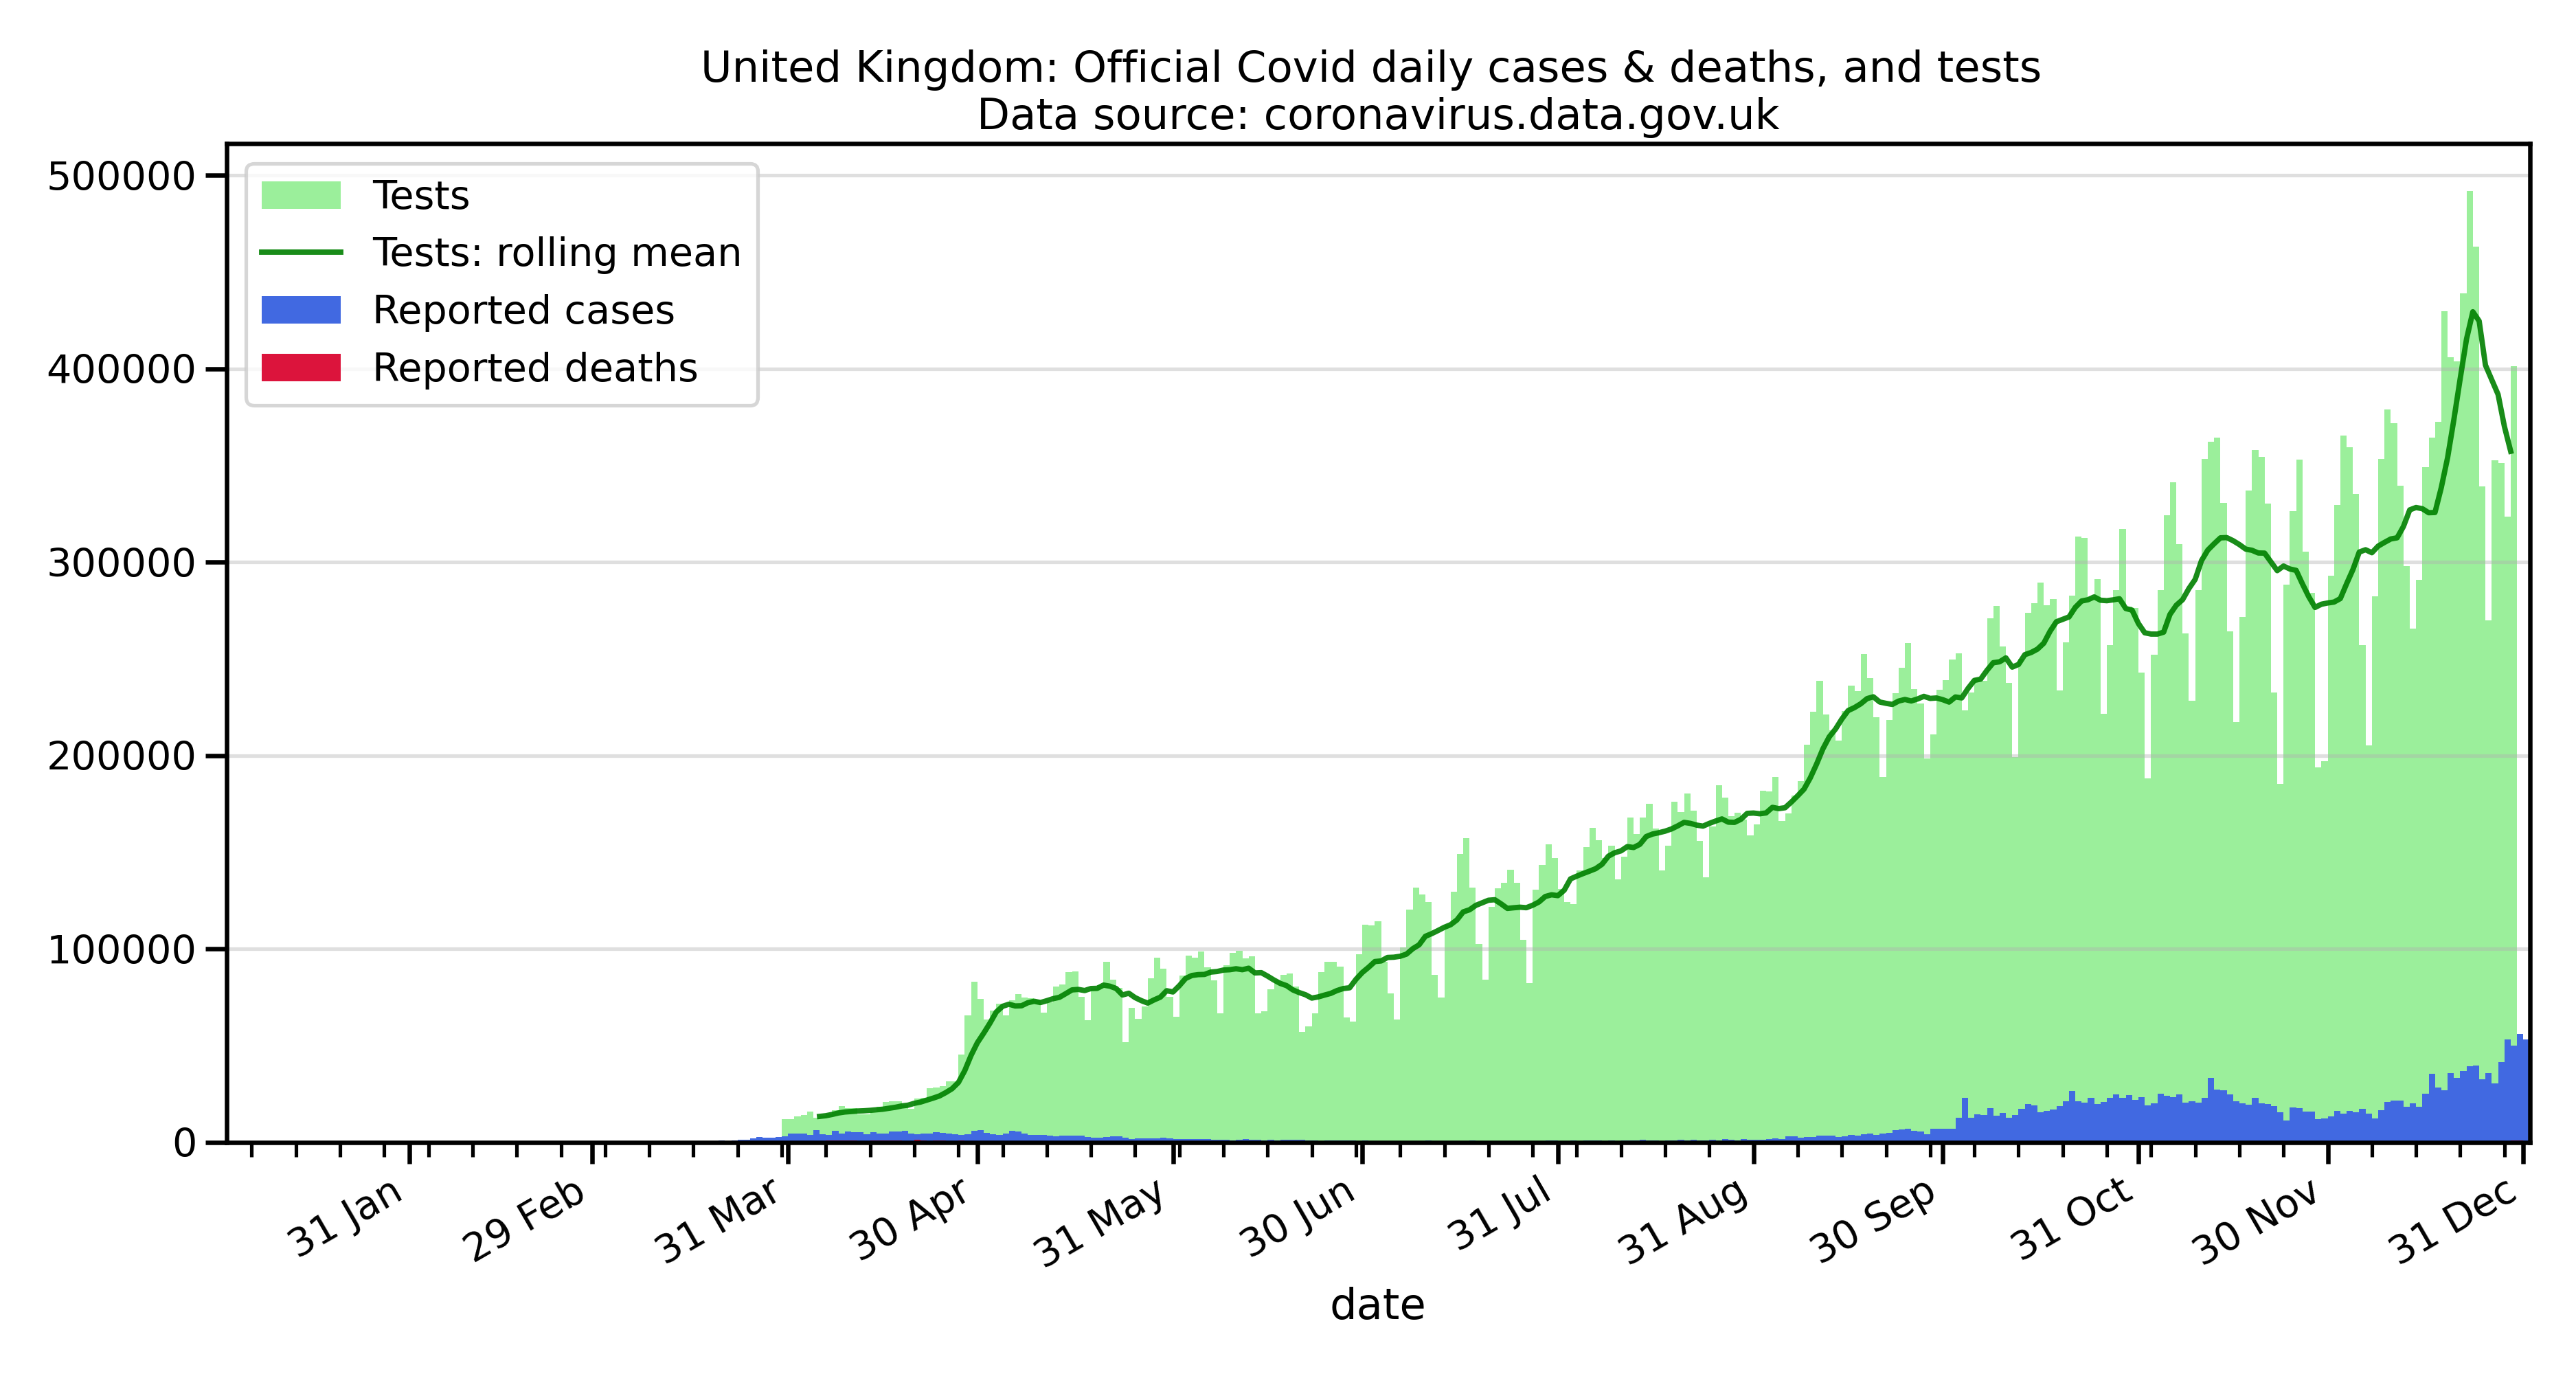 United Kingdom: Official Covid daily cases & deaths, and tests
Data source: coronavirus.data.gov.uk
500000
400000
300000
200000
100000
0
Tests
Tests: rolling mean
Reported cases
Reported deaths
31 Jan
29 Feb
31 Mar
30 Apr
31 May
30 Jun
31 Jul
31 Aug
30 Sep
31 Oct
30 Nov
31 Dec
date